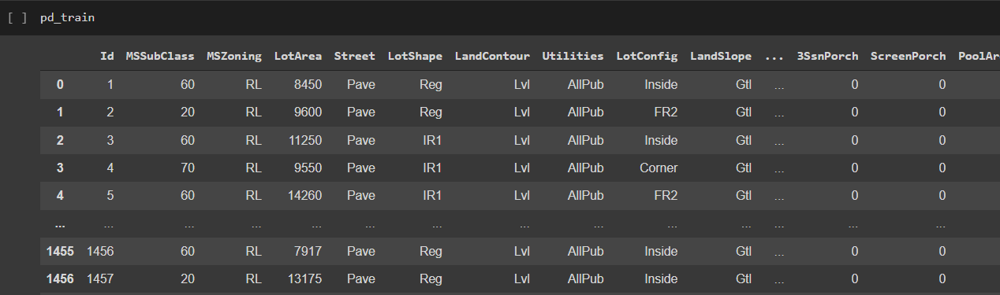 [ ] pd_train
Id MSSubClass MSZoning LotArea Street LotShape LandContour Utilities LotConfig LandSlope ... 3SsnPorch ScreenPorch PoolAr
0 1 60 RL 8450 Pave Reg Lvl AllPub Inside Gtl ... 0 0
1 2 20 RL 9600 Pave Reg Lvl AllPub FR2 Gtl ... 0 0
2 3 60 RL 11250 Pave IR1 Lvl AllPub Inside Gtl ... 0 0
3 4 70 RL 9550 Pave IR1 Lvl AllPub Corner Gtl ... 0 0
4 5 60 RL 14260 Pave IR1 Lvl AllPub FR2 Gtl ... 0 0
... ... ... ... ... ... ... ... ... ... ... ... ... ...
1455 1456 60 RL 7917 Pave Reg Lvl AllPub Inside Gtl ... 0 0
1456 1457 20 RL 13175 Pave Reg Lvl AllPub Inside Gtl ... 0 0